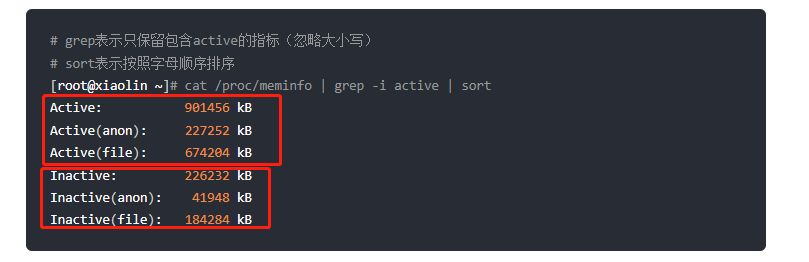 # grep表示只保留包含active的指标（忽略大小写）
# sort表示按照字母顺序排序
[root@xiaolin ~]# cat /proc/meminfo | grep -i active | sort
Active:           901456 kB
Active(anon):     227252 kB
Active(file):     674204 kB
Inactive:         226232 kB
Inactive(anon):    41948 kB
Inactive(file):   184284 kB